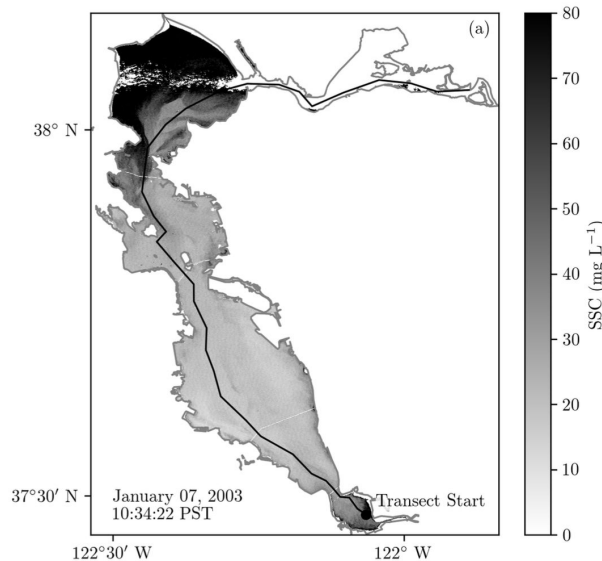 (a)
38° N
37°30' N
122°30' W
122° W
January 07, 2003
10:34:22 PST
Transect Start
80
70
60
50
40
30
20
10
0
SSC (mg L⁻¹)